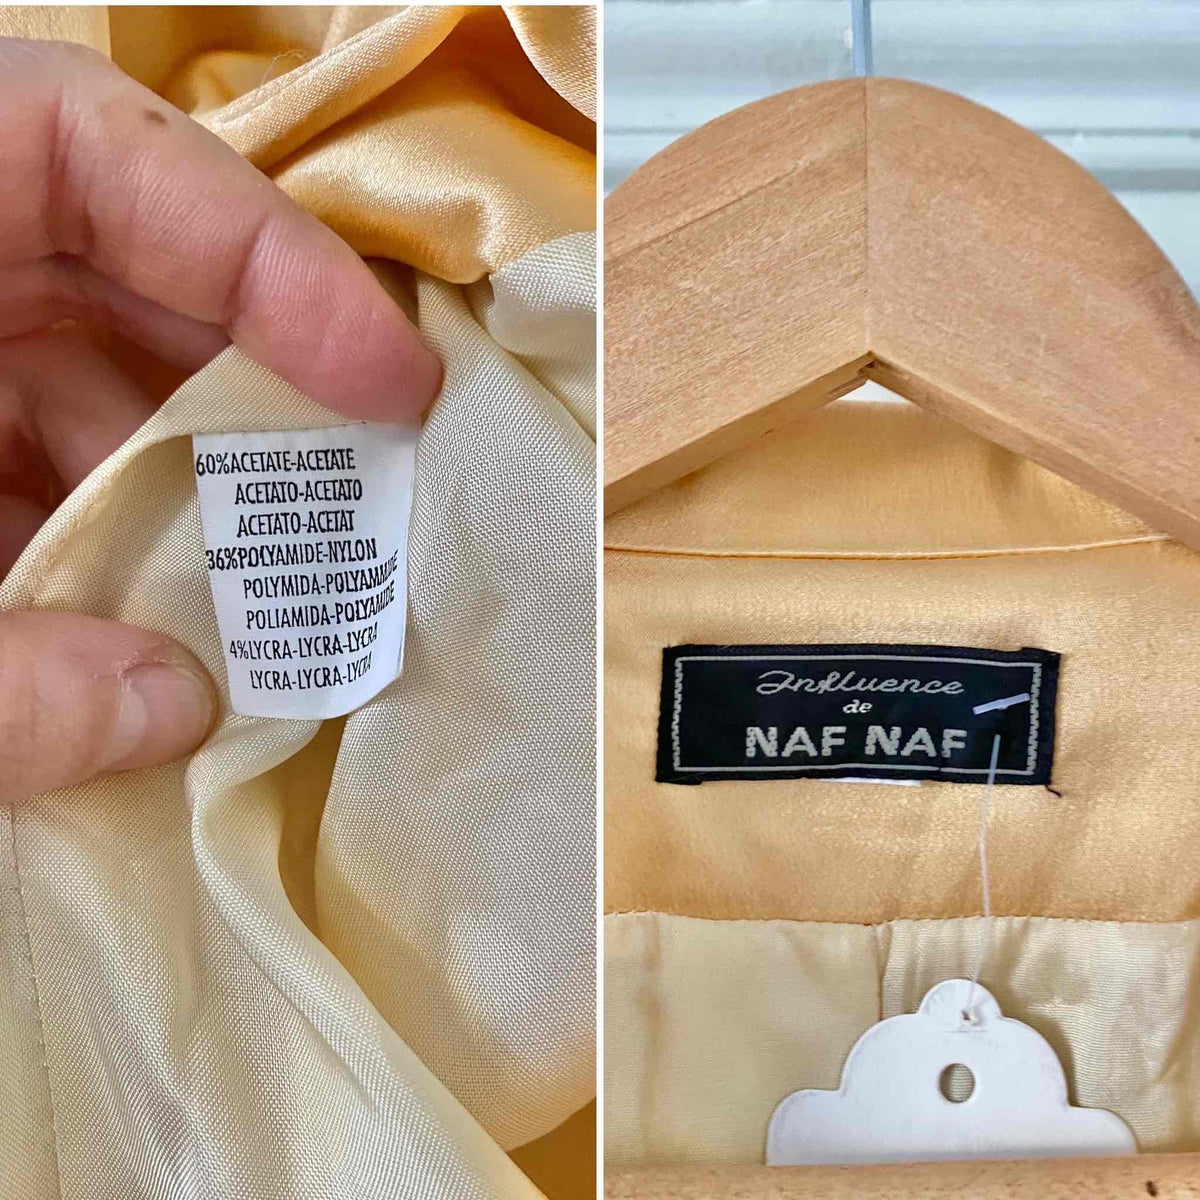 60%ACETATE-ACETATE
ACETATO-ACETATO
ACETATO-ACETAT
36%POLYAMIDE-NYLON
POLYMIDA-POLYAMMIDE
POLIAMIDA-POLYAMIDE
4%LYCRA-LYCRA-LYCRA
LYCRA-LYCRA-LYCRA
Influence
de
NAF NAF